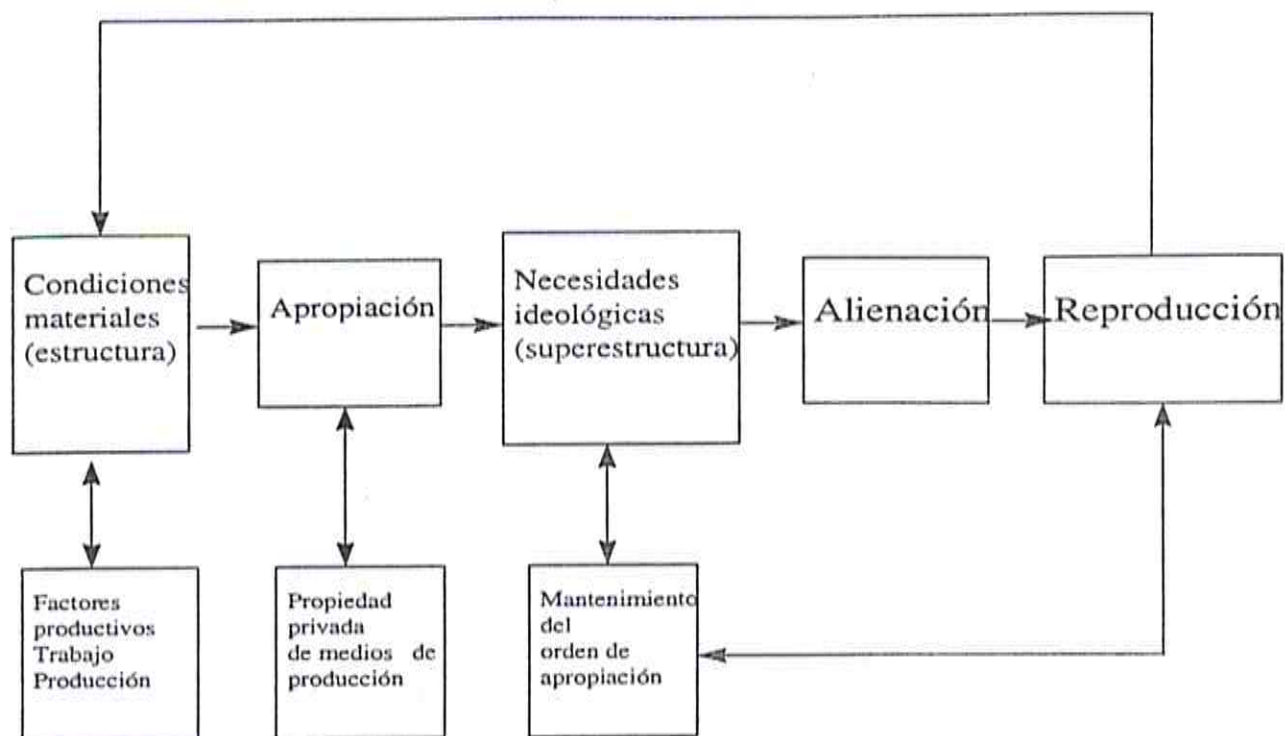 Condiciones
materiales
(estructura)
Apropiación
Necesidades
ideológicas
(superestructura)
Alienación
Reproducción
Factores
productivos
Trabajo
Producción
Propiedad
privada
de medios de
producción
Mantenimiento
del
orden de
apropiación